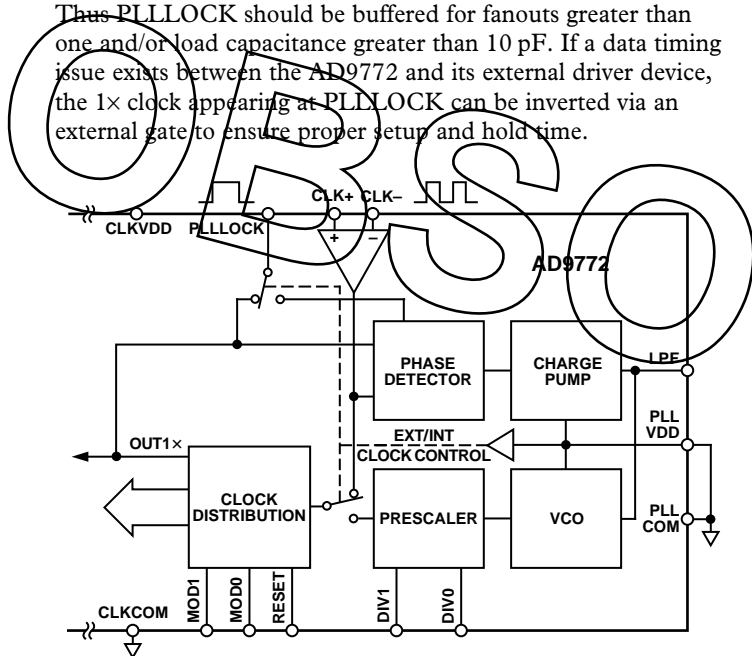 Thus PLLLOCK should be buffered for fanouts greater than
one and/or load capacitance greater than 10 pF. If a data timing
issue exists between the AD9772 and its external driver device,
the 1× clock appearing at PLLLOCK can be inverted via an
external gate to ensure proper setup and hold time.
OBSO
CLK+ CLK–
CLKVDD PLLLOCK
+ –
AD9772
PHASE
DETECTOR
CHARGE
PUMP
LPF
PLL
VDD
OUT1×
EXT/INT
CLOCK CONTROL
CLOCK
DISTRIBUTION
PRESCALER
VCO
PLL
COM
MOD1
MOD0
RESET
DIV1
DIV0
CLKCOM